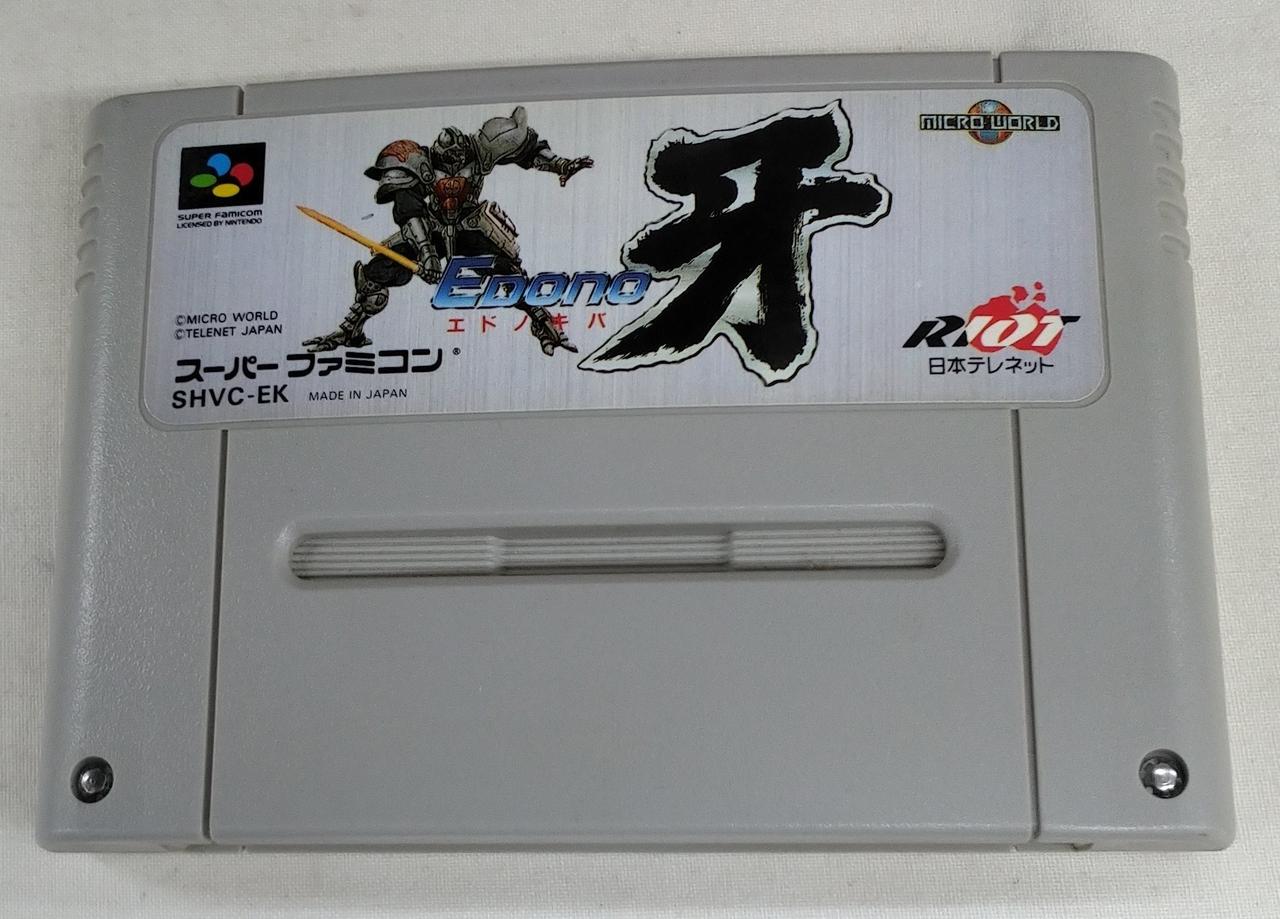 MICRO WORLD
SUPER FAMICOM
LICENSED BY NINTENDO
EDONO 牙
エドノキバ
©MICRO WORLD
©TELENET JAPAN
RIOT
日本テレネット
スーパーファミコン®
SHVC-EK MADE IN JAPAN